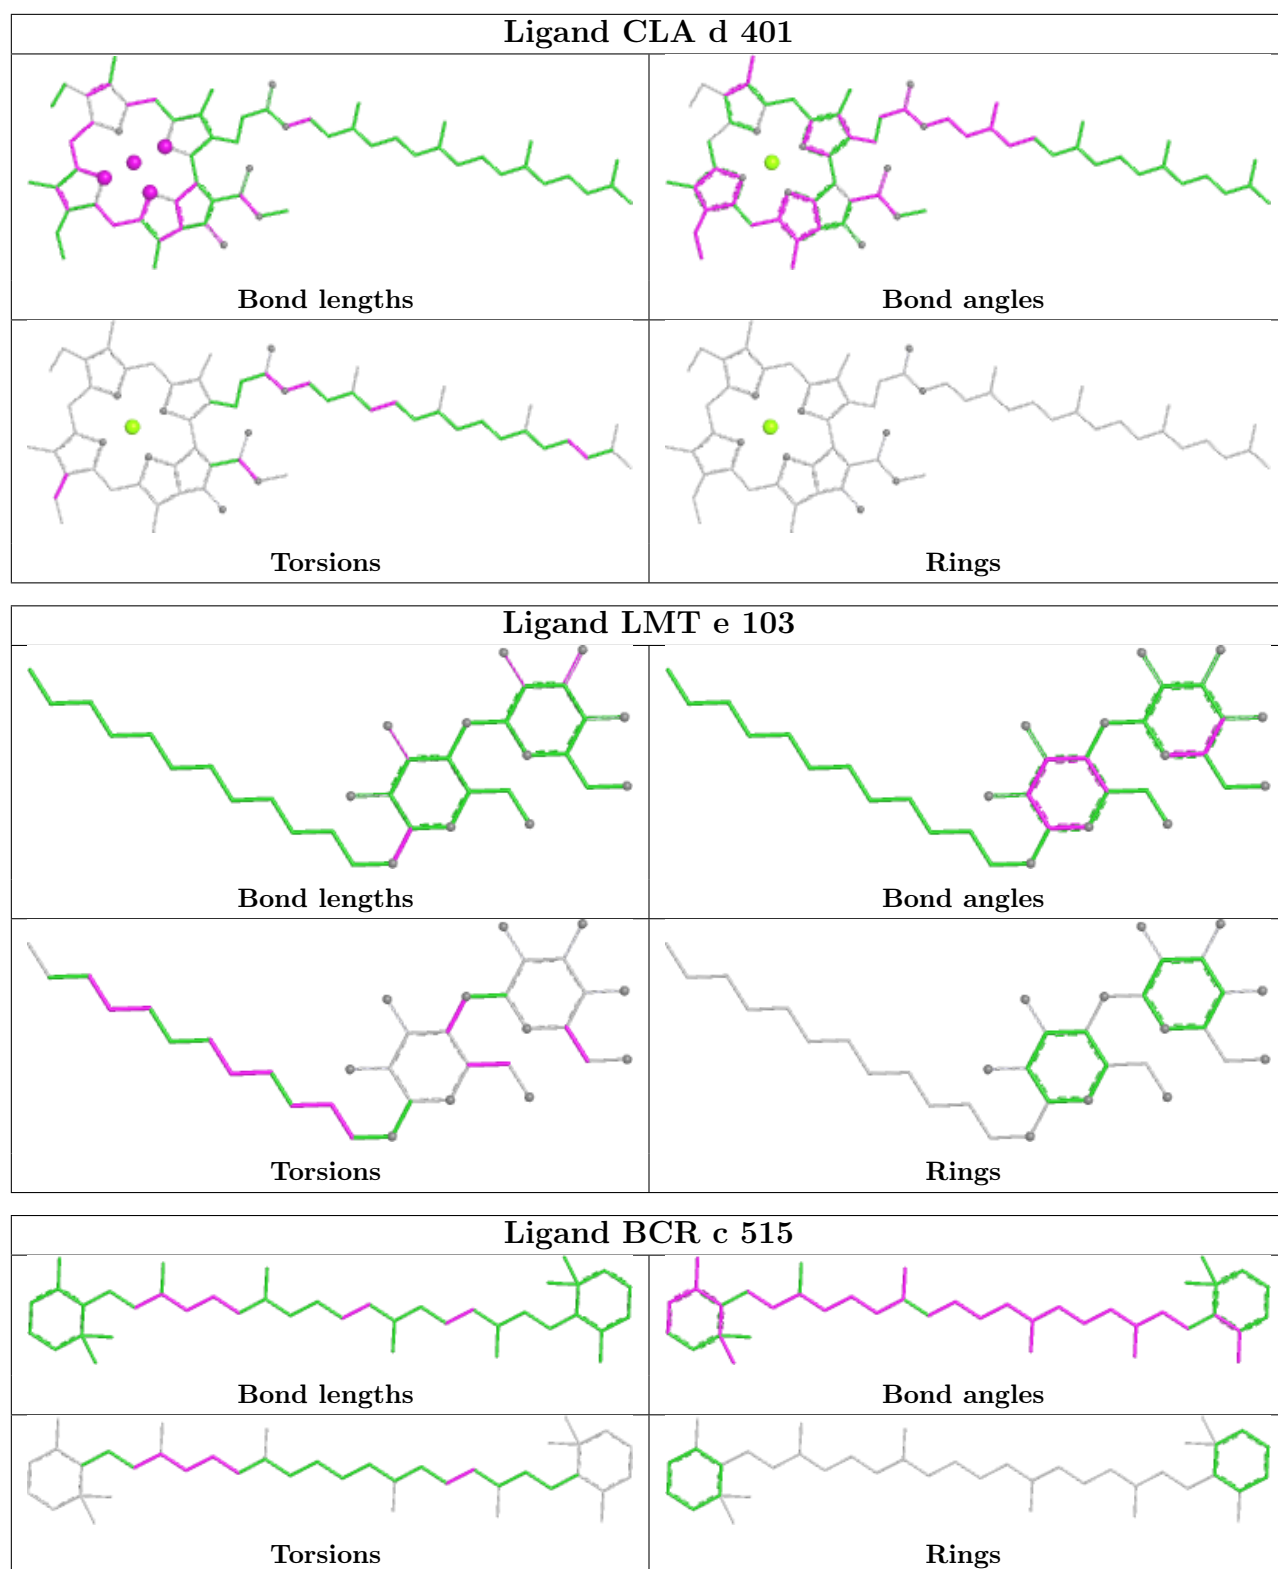 Ligand CLA d 401
Bond lengths
Bond angles
Torsions
Rings
Ligand LMT e 103
Bond lengths
Bond angles
Torsions
Rings
Ligand BCR c 515
Bond lengths
Bond angles
Torsions
Rings